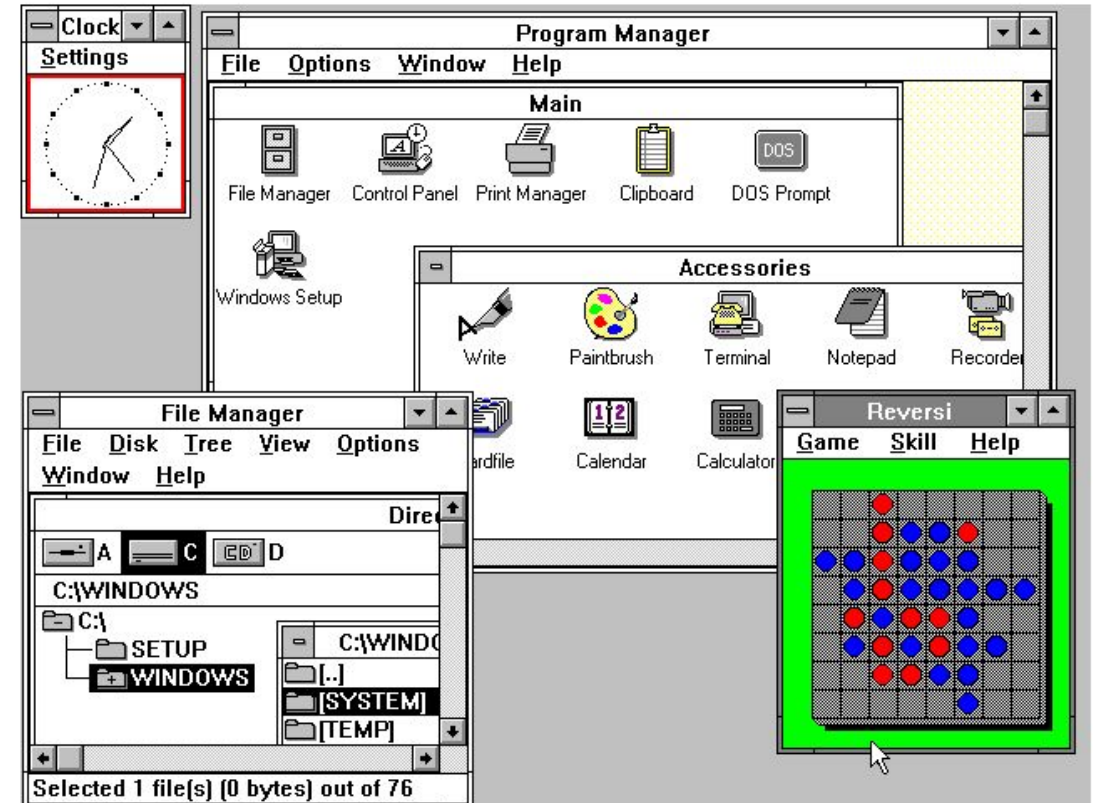 Clock
Settings
Program Manager
File Options Window Help
Main
File Manager Control Panel Print Manager Clipboard DOS Prompt
DOS
Windows Setup
Accessories
Write Paintbrush Terminal Notepad Recorder
ardfile Calendar Calculator
12
File Manager
File Disk Tree View Options
Window Help
Direc
A C CD D
C:\WINDOWS
C:\
SETUP
WINDOWS
C:\WINDO
[..]
[SYSTEM]
[TEMP]
Selected 1 file(s) (0 bytes) out of 76
Reversi
Game Skill Help